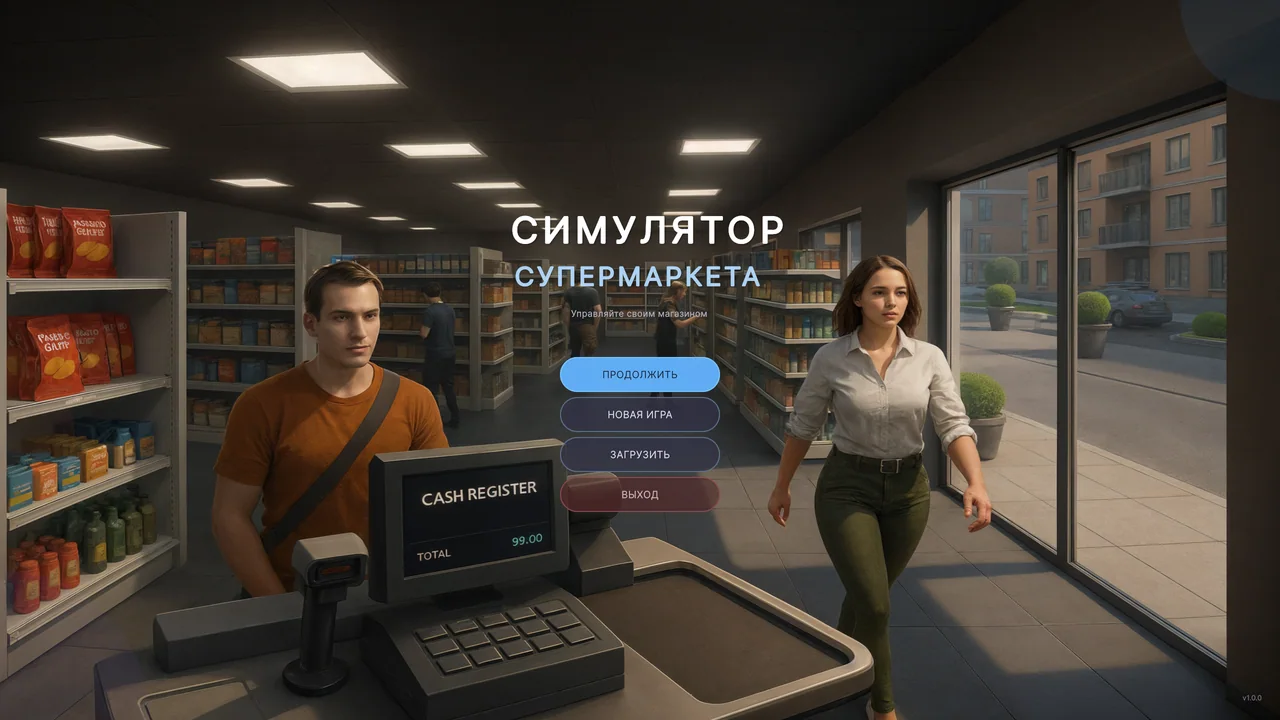 СИМУЛЯТОР
СУПЕРМАРКЕТА
Управляйте своим магазином
ПРОДОЛЖИТЬ
НОВАЯ ИГРА
ЗАГРУЗИТЬ
ВЫХОД
CASH REGISTER
TOTAL 99.00
v1.0.0